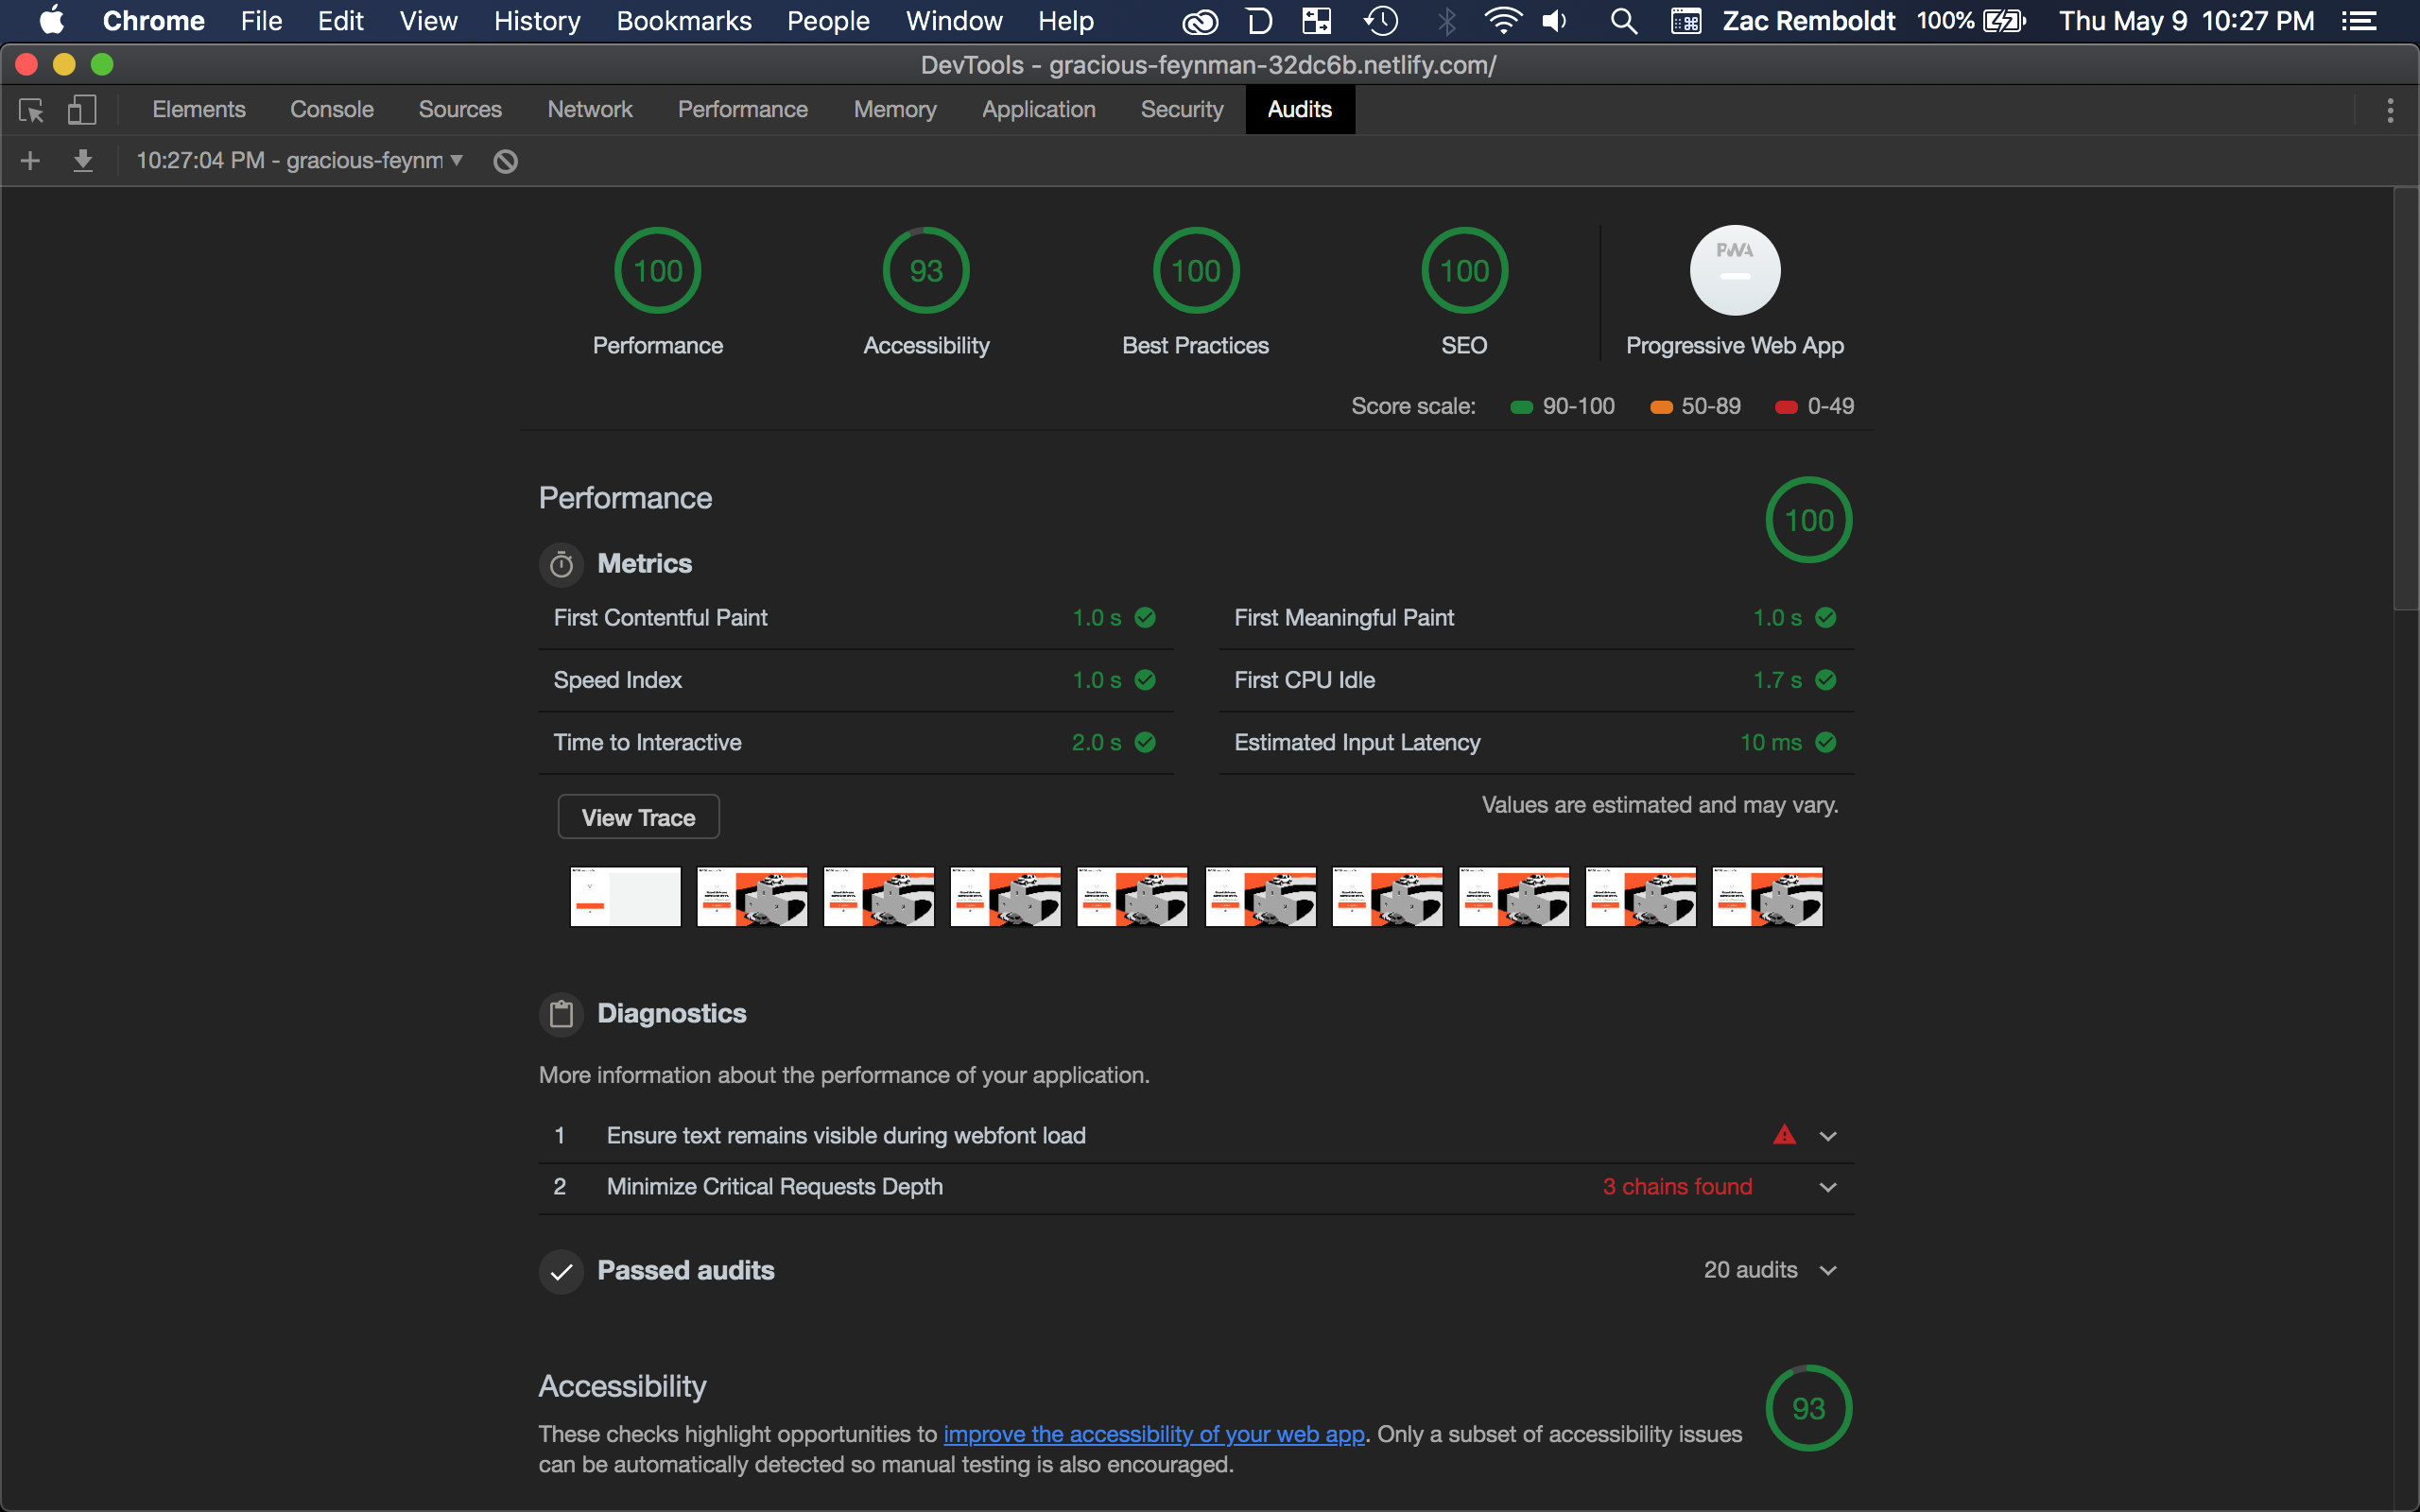 Chrome File Edit View History Bookmarks People Window Help Zac Remboldt 100% Thu May 9 10:27 PM
DevTools - gracious-feynman-32dc6b.netlify.com/
Elements Console Sources Network Performance Memory Application Security Audits
10:27:04 PM - gracious-feynm
100 93 100 100 PWA
Performance Accessibility Best Practices SEO Progressive Web App
Score scale: 90-100 50-89 0-49
Performance
100
Metrics
First Contentful Paint 1.0 s First Meaningful Paint 1.0 s
Speed Index 1.0 s First CPU Idle 1.7 s
Time to Interactive 2.0 s Estimated Input Latency 10 ms
View Trace Values are estimated and may vary.
Diagnostics
More information about the performance of your application.
1 Ensure text remains visible during webfont load
2 Minimize Critical Requests Depth 3 chains found
Passed audits 20 audits
Accessibility
93
These checks highlight opportunities to improve the accessibility of your web app. Only a subset of accessibility issues
can be automatically detected so manual testing is also encouraged.